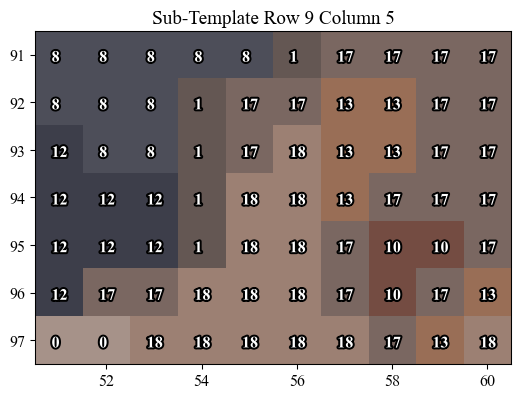 Sub-Template Row 9 Column 5
91 8 8 8 8 8 1 17 17 17 17
92 8 8 8 1 17 17 13 13 17 17
93 12 8 8 1 17 18 13 13 17 17
94 12 12 12 1 18 18 13 17 17 17
95 12 12 12 1 18 18 17 10 10 17
96 12 17 17 18 18 18 17 10 17 13
97 0 0 18 18 18 18 18 17 13 18
52 54 56 58 60